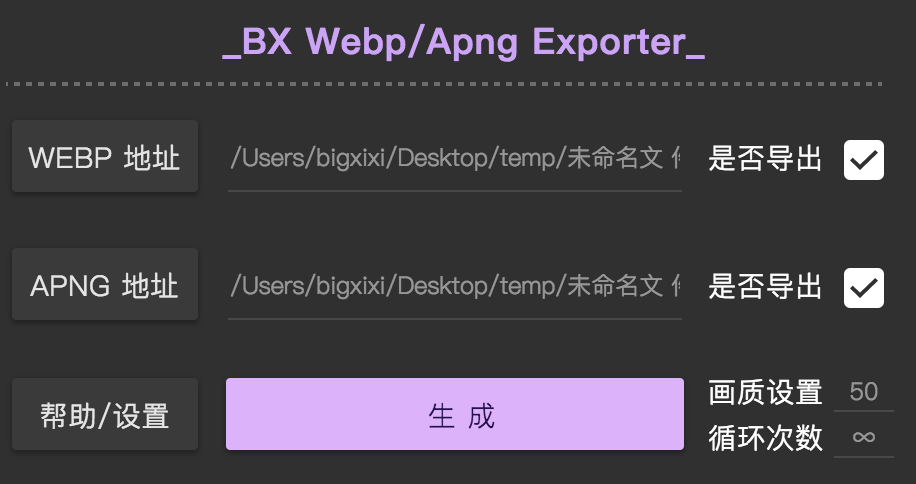 _BX Webp/Apng Exporter_
WEBP 地址
/Users/bigxixi/Desktop/temp/未命名文
是否导出
APNG 地址
/Users/bigxixi/Desktop/temp/未命名文
是否导出
帮助/设置
生 成
画质设置 50
循环次数 ∞